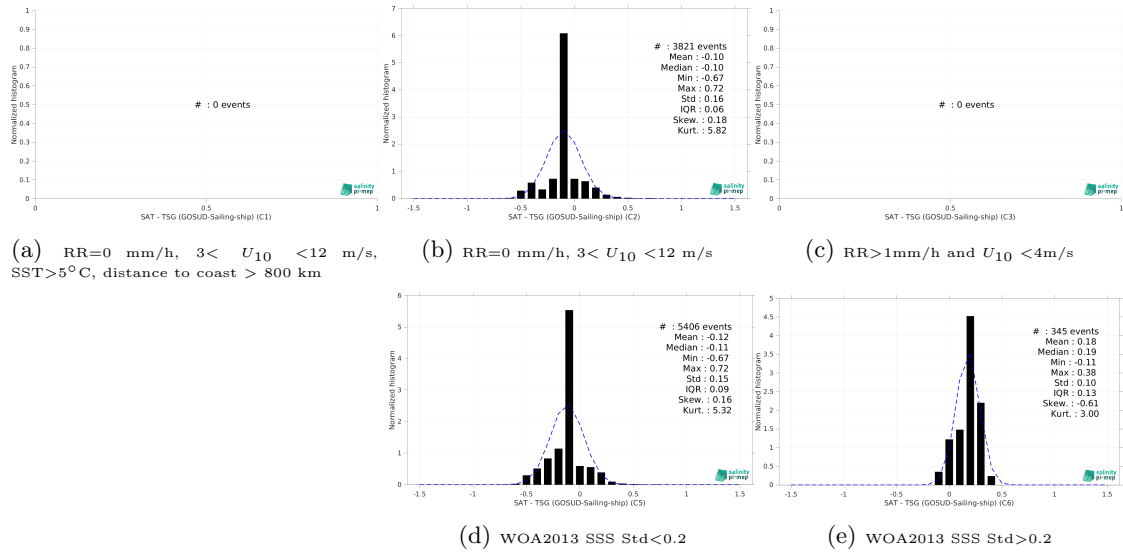 1
0.9
0.8
0.7
0.6
0.5
0.4
0.3
0.2
0.1
0
Normalized histogram
# : 0 events
salinity
pi-mep
0 0.5 1
SAT - TSG (GOSUD-Sailing-ship) (C1)
(a) RR=0 mm/h, 3< U10 <12 m/s,
SST>5°C, distance to coast > 800 km
7
6
5
4
3
2
1
0
Normalized histogram
# : 3821 events
Mean : -0.10
Median : -0.10
Min : -0.67
Max : 0.72
Std : 0.16
IQR : 0.06
Skew. : 0.18
Kurt. : 5.82
salinity
pi-mep
-1.5 -1 -0.5 0 0.5 1 1.5
SAT - TSG (GOSUD-Sailing-ship) (C2)
(b) RR=0 mm/h, 3< U10 <12 m/s
1
0.9
0.8
0.7
0.6
0.5
0.4
0.3
0.2
0.1
0
Normalized histogram
# : 0 events
salinity
pi-mep
0 0.5 1
SAT - TSG (GOSUD-Sailing-ship) (C3)
(c) RR>1mm/h and U10 <4m/s
6
5
4
3
2
1
0
Normalized histogram
# : 5406 events
Mean : -0.12
Median : -0.11
Min : -0.67
Max : 0.72
Std : 0.15
IQR : 0.09
Skew. : 0.16
Kurt. : 5.32
salinity
pi-mep
-1.5 -1 -0.5 0 0.5 1 1.5
SAT - TSG (GOSUD-Sailing-ship) (C5)
(d) WOA2013 SSS Std<0.2
5
4.5
4
3.5
3
2.5
2
1.5
1
0.5
0
Normalized histogram
# : 345 events
Mean : 0.18
Median : 0.19
Min : -0.11
Max : 0.38
Std : 0.10
IQR : 0.13
Skew. : -0.61
Kurt. : 3.00
salinity
pi-mep
-1.5 -1 -0.5 0 0.5 1 1.5
SAT - TSG (GOSUD-Sailing-ship) (C6)
(e) WOA2013 SSS Std>0.2